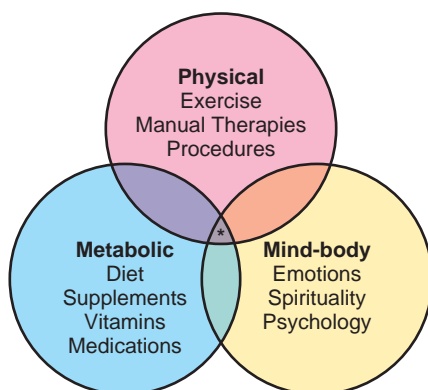 Physical
Exercise
Manual Therapies
Procedures
*
Metabolic
Diet
Supplements
Vitamins
Medications
Mind-body
Emotions
Spirituality
Psychology